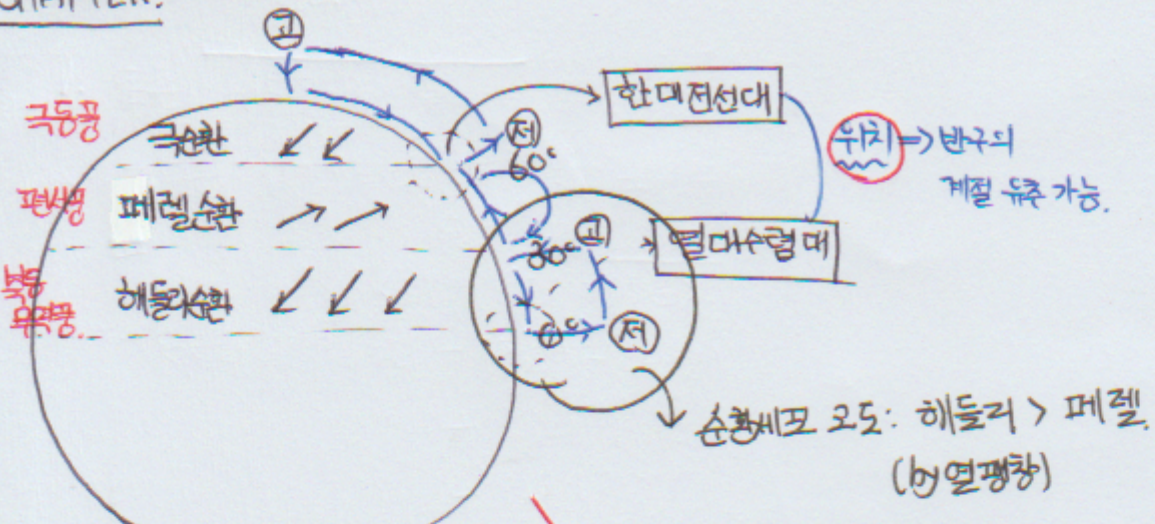 고
극동풍
극순환
저
60°
한대전선대
위치 => 반구의
계절 유추 가능.
편서풍
페렐순환
30°
고
열대수렴대
북동
무역풍
해들리순환
0°
저
순환세포 고도: 해들리 > 페렐.
(by 열팽창)